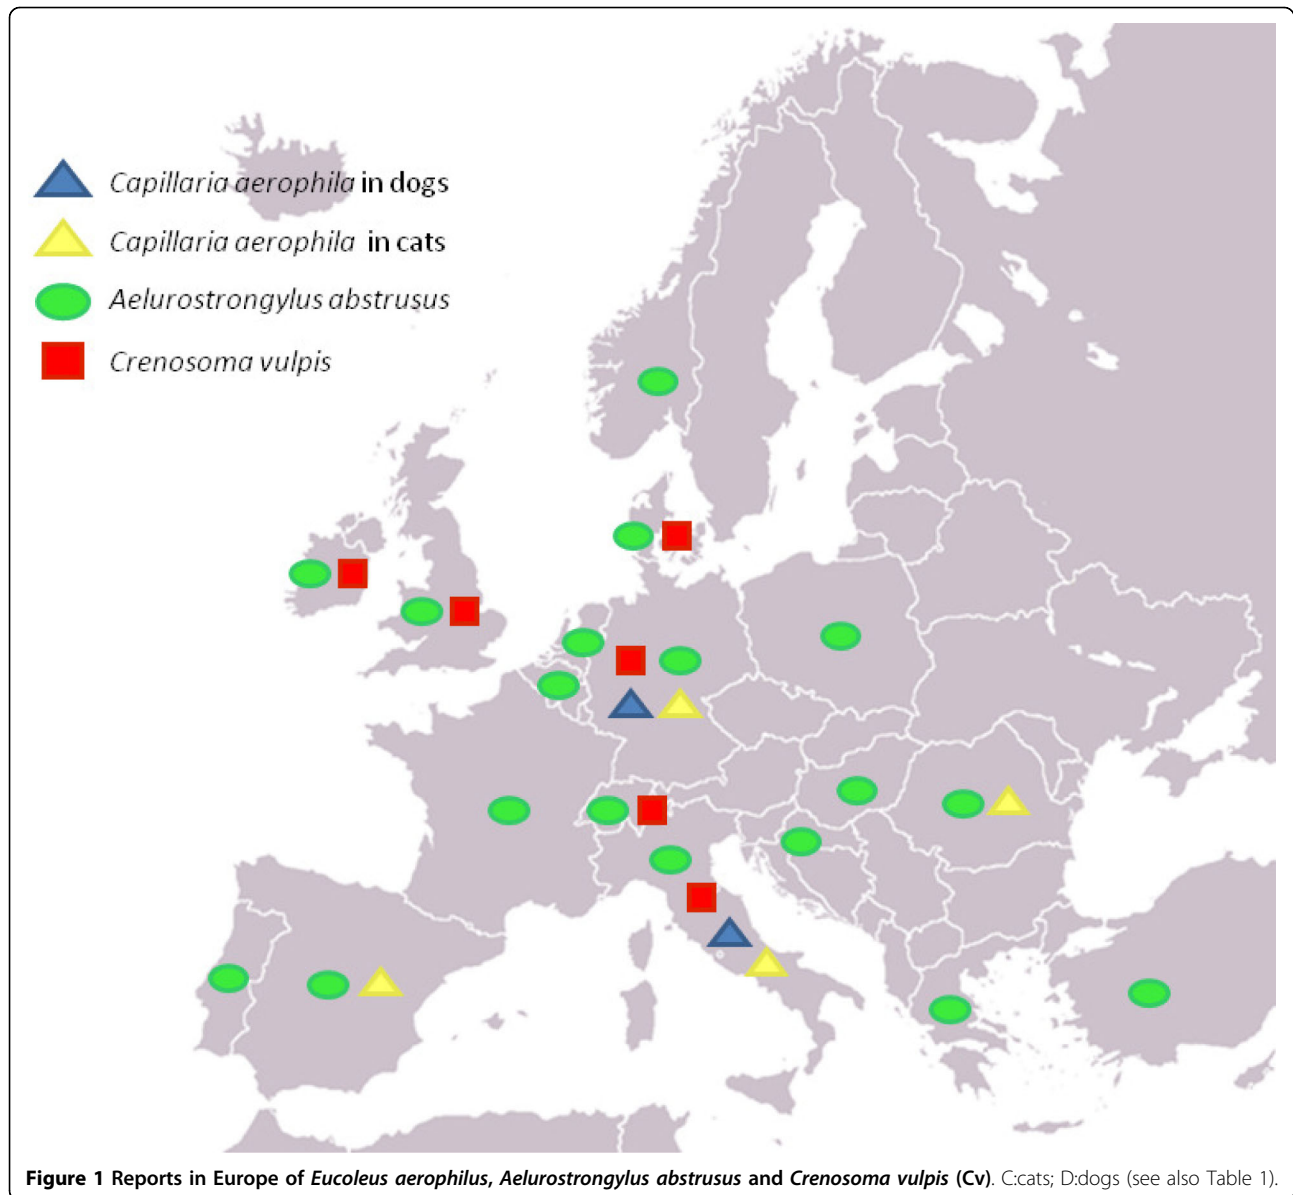 Capillaria aerophila in dogs
Capillaria aerophila in cats
Aelurostrongylus abstrusus
Crenosoma vulpis
Figure 1 Reports in Europe of Eucoleus aerophilus, Aelurostrongylus abstrusus and Crenosoma vulpis (Cv). C:cats; D:dogs (see also Table 1).